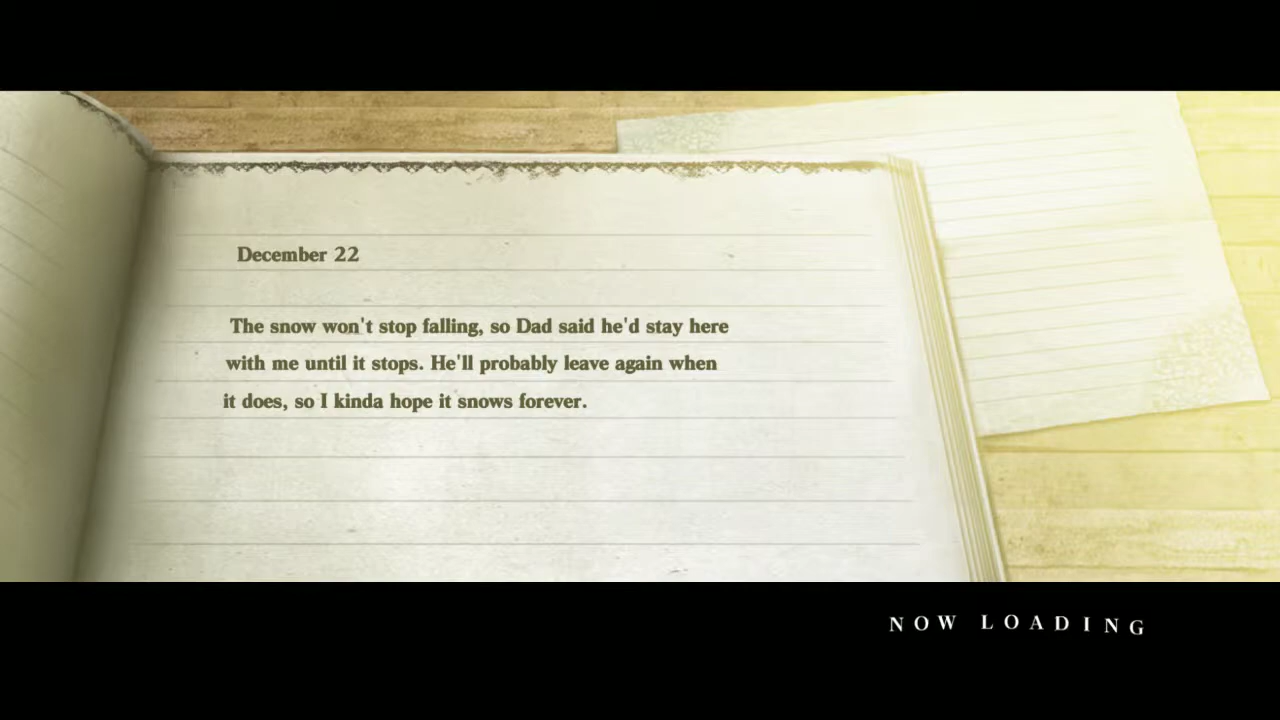 December 22
The snow won't stop falling, so Dad said he'd stay here
with me until it stops. He'll probably leave again when
it does, so I kinda hope it snows forever.
NOW LOADING